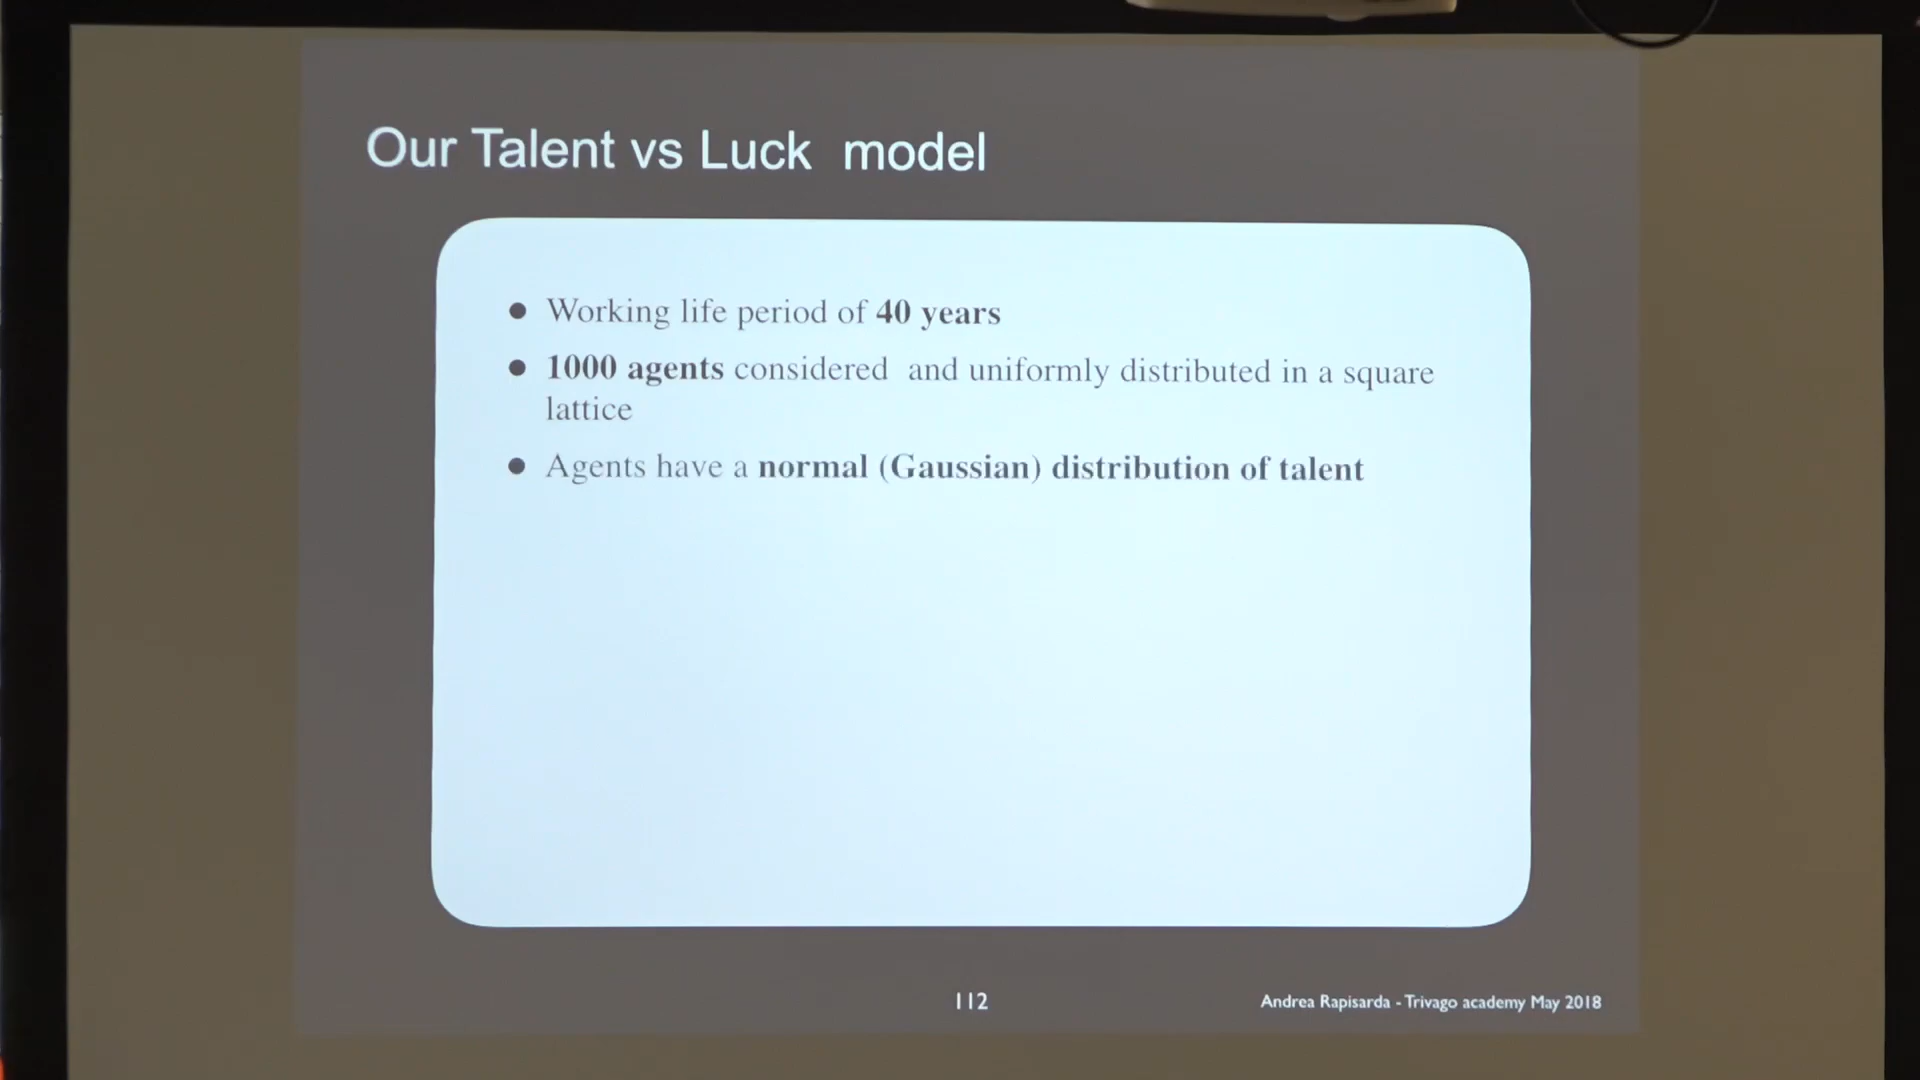 Our Talent vs Luck model
● Working life period of 40 years
● 1000 agents considered and uniformly distributed in a square
lattice
● Agents have a normal (Gaussian) distribution of talent
112
Andrea Rapisarda - Trivago academy May 2018